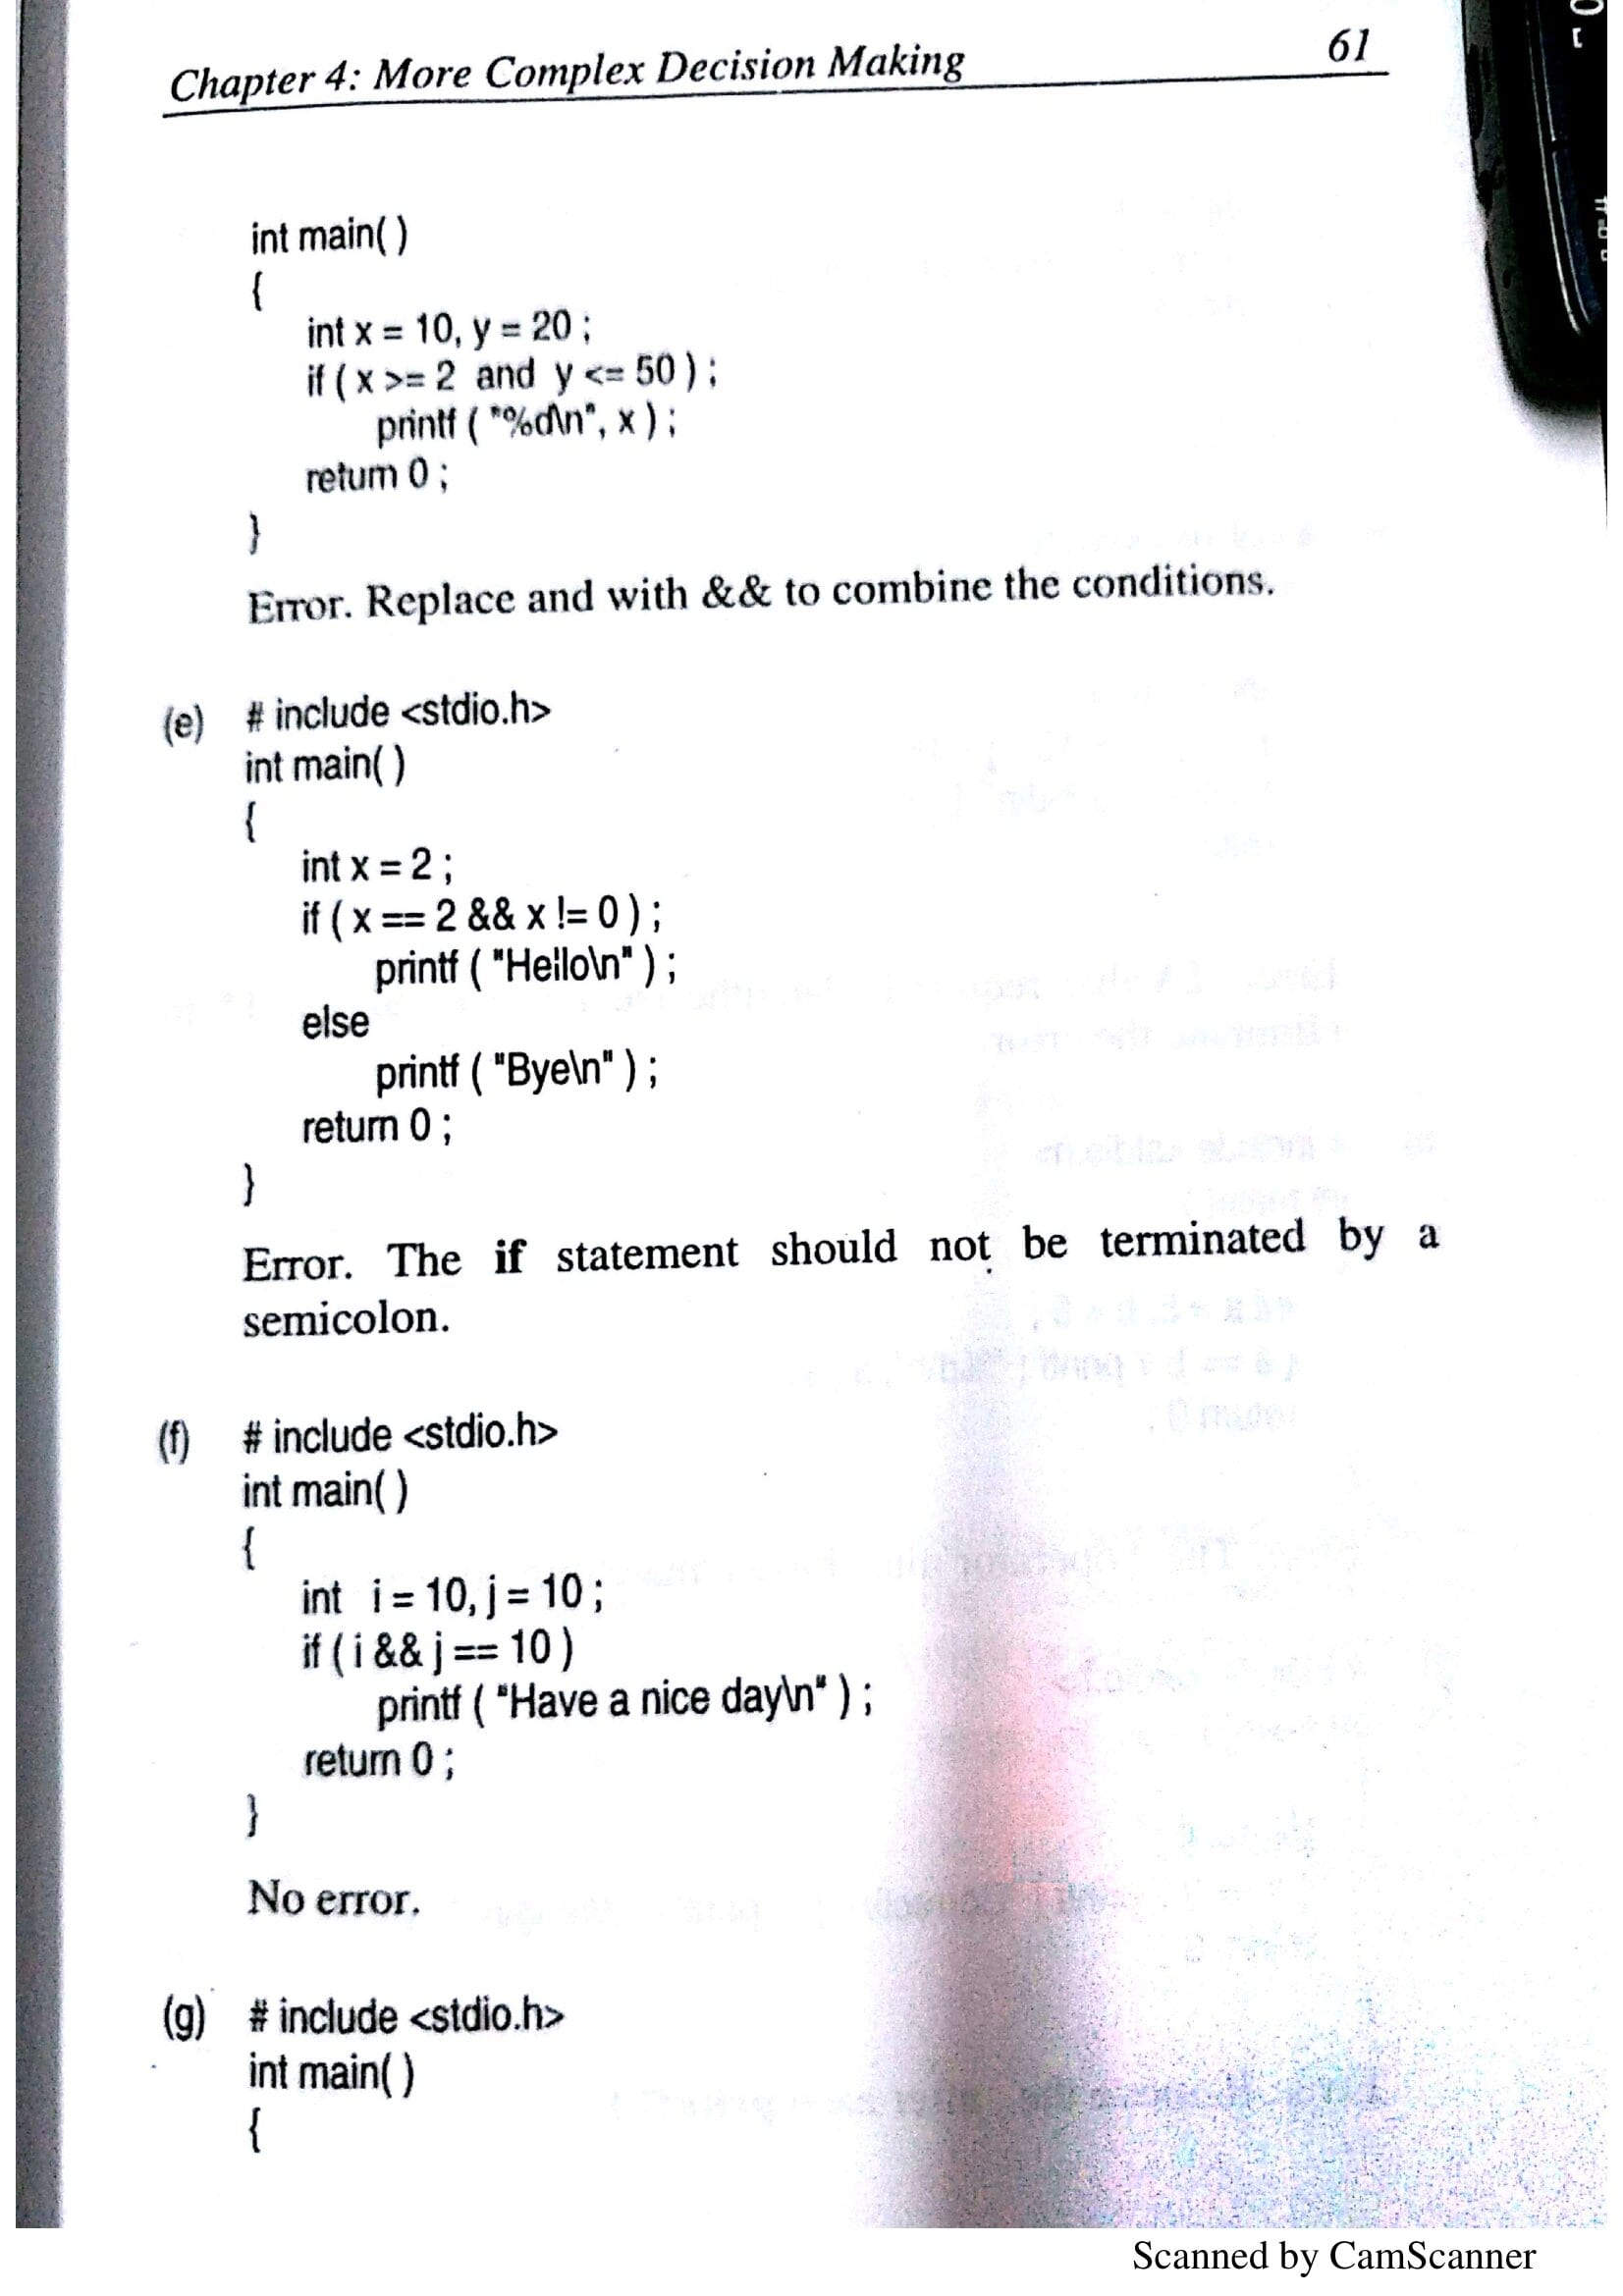 Chapter 4: More Complex Decision Making 61
int main( )
{
int x = 10, y = 20 ;
if ( x >= 2 and y <= 50 ) ;
printf ( "%d\n", x ) ;
return 0 ;
}
Error. Replace and with && to combine the conditions.
(e) # include <stdio.h>
int main( )
{
int x = 2 ;
if ( x == 2 && x != 0 ) ;
printf ( "Hello\n" ) ;
else
printf ( "Bye\n" ) ;
return 0 ;
}
Error. The if statement should not be terminated by a
semicolon.
(f) # include <stdio.h>
int main( )
{
int i = 10, j = 10 ;
if ( i && j == 10 )
printf ( "Have a nice day\n" ) ;
return 0 ;
}
No error.
(g) # include <stdio.h>
int main( )
{
Scanned by CamScanner